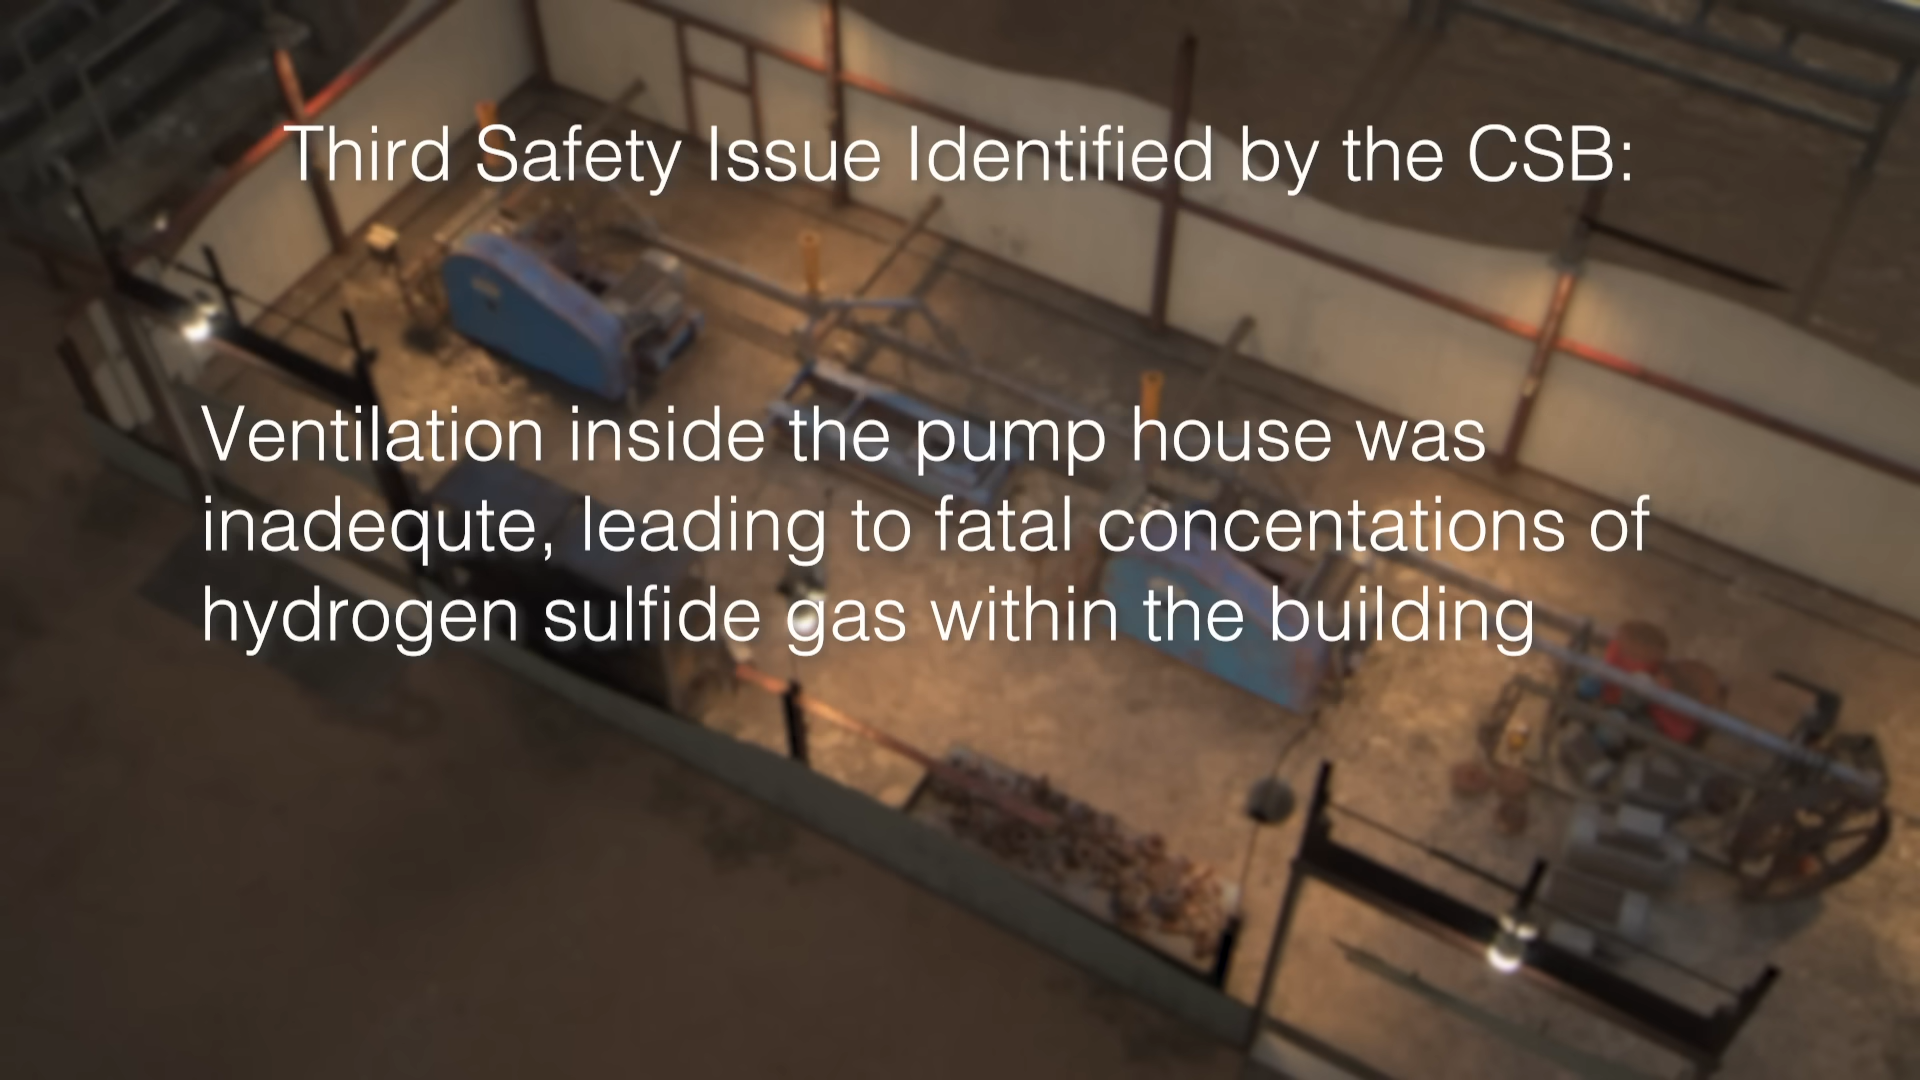 Third Safety Issue Identified by the CSB:
Ventilation inside the pump house was
inadequte, leading to fatal concentations of
hydrogen sulfide gas within the building